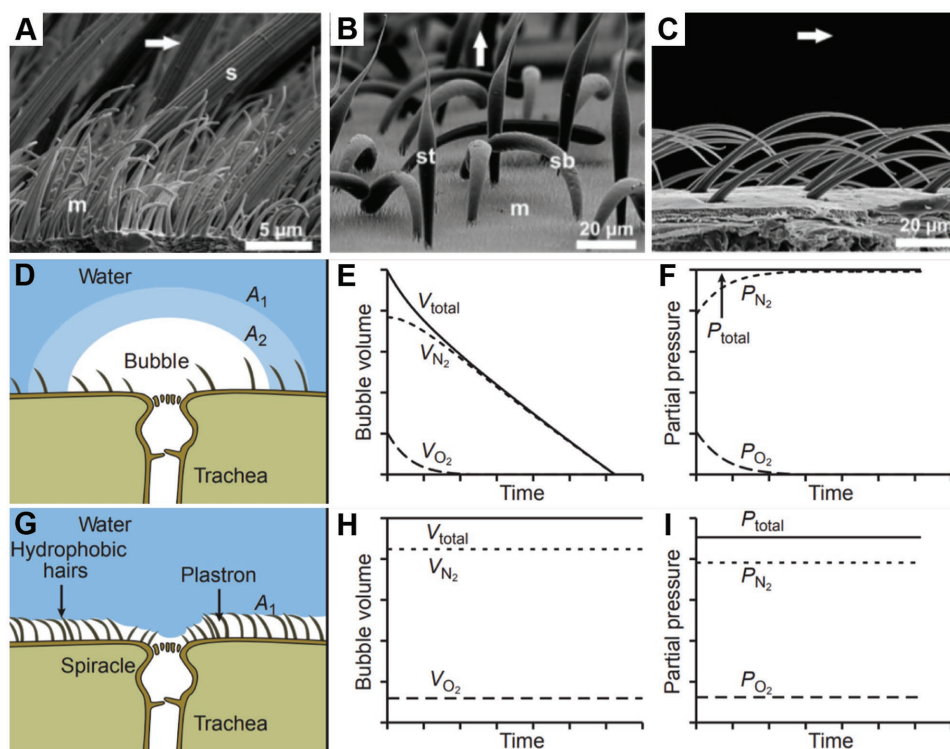 A
s
m
5 µm
B
st
sb
m
20 µm
C
20 µm
D
Water
A1
A2
Bubble
Trachea
E
Bubble volume
Vtotal
VN2
VO2
Time
F
Partial pressure
PN2
Ptotal
PO2
Time
G
Water
Hydrophobic
hairs
Plastron
A1
Spiracle
Trachea
H
Bubble volume
Vtotal
VN2
VO2
Time
I
Partial pressure
Ptotal
PN2
PO2
Time